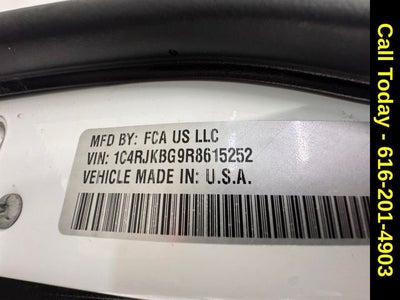 MFD BY: FCA US LLC
VIN: 1C4RJKBG9R8615252
VEHICLE MADE IN: U.S.A.
Call Today - 616-201-4903